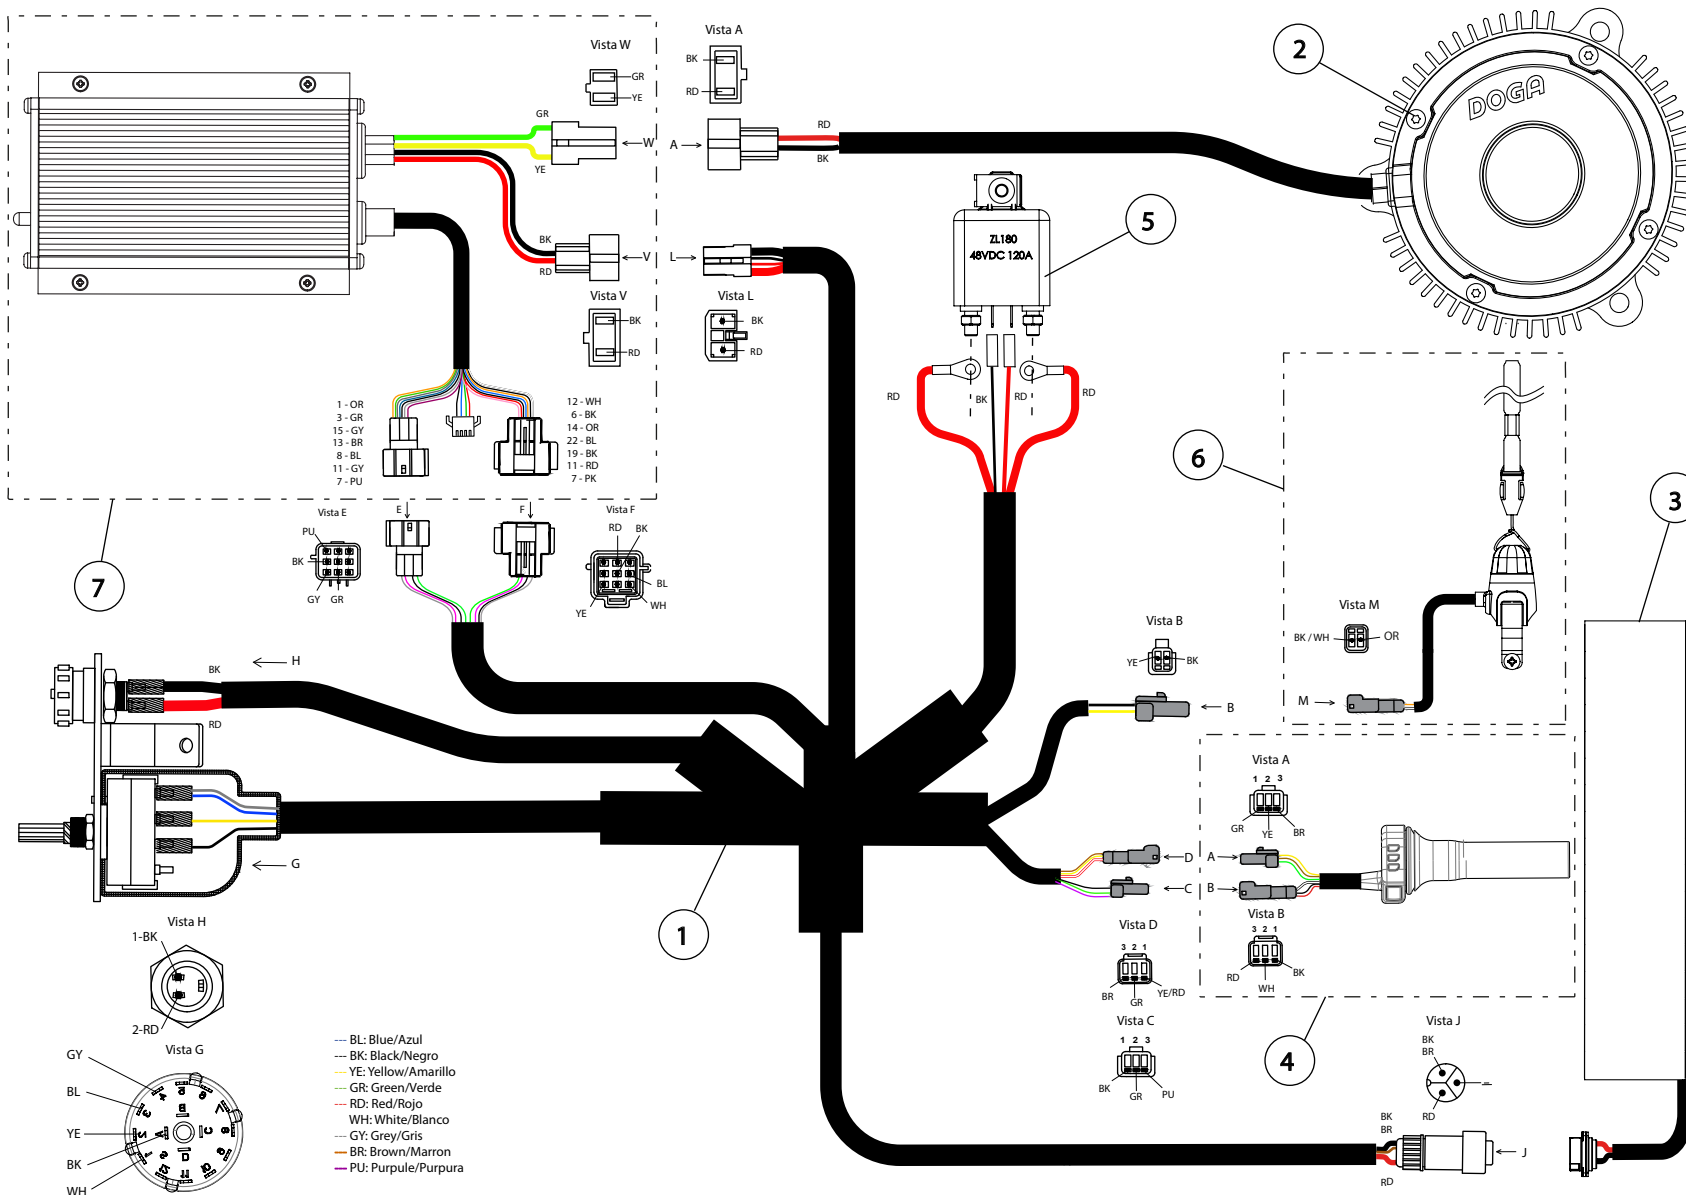 Vista W
GR
YE
Vista A
BK
RD
GR
YE
W
A
RD
BK
2
DOGA
5
ZL180
48VDC 120A
BK
RD
V
L
Vista V
BK
RD
Vista L
BK
RD
RD
BK
RD
RD
1 - OR
3 - GR
15 - GY
13 - BR
8 - BL
11 - GY
7 - PU
12 - WH
6 - BK
14 - OR
22 - BL
19 - BK
11 - RD
7 - PK
6
3
7
Vista E
PU
BK
GY
GR
E
F
Vista F
RD
BK
BL
WH
YE
Vista M
BK / WH
OR
M
Vista B
YE
BK
B
BK
H
RD
G
Vista A
1 2 3
GR
YE
BR
D
A
C
B
Vista D
3 2 1
BR
GR
YE/RD
Vista B
3 2 1
RD
WH
BK
Vista C
1 2 3
BK
GR
PU
1
4
Vista H
1-BK
2-RD
Vista G
GY
BL
YE
BK
WH
BL: Blue/Azul
BK: Black/Negro
YE: Yellow/Amarillo
GR: Green/Verde
RD: Red/Rojo
WH: White/Blanco
GY: Grey/Gris
BR: Brown/Marron
PU: Purpule/Purpura
Vista J
BK
BR
RD
BK
BR
RD
J